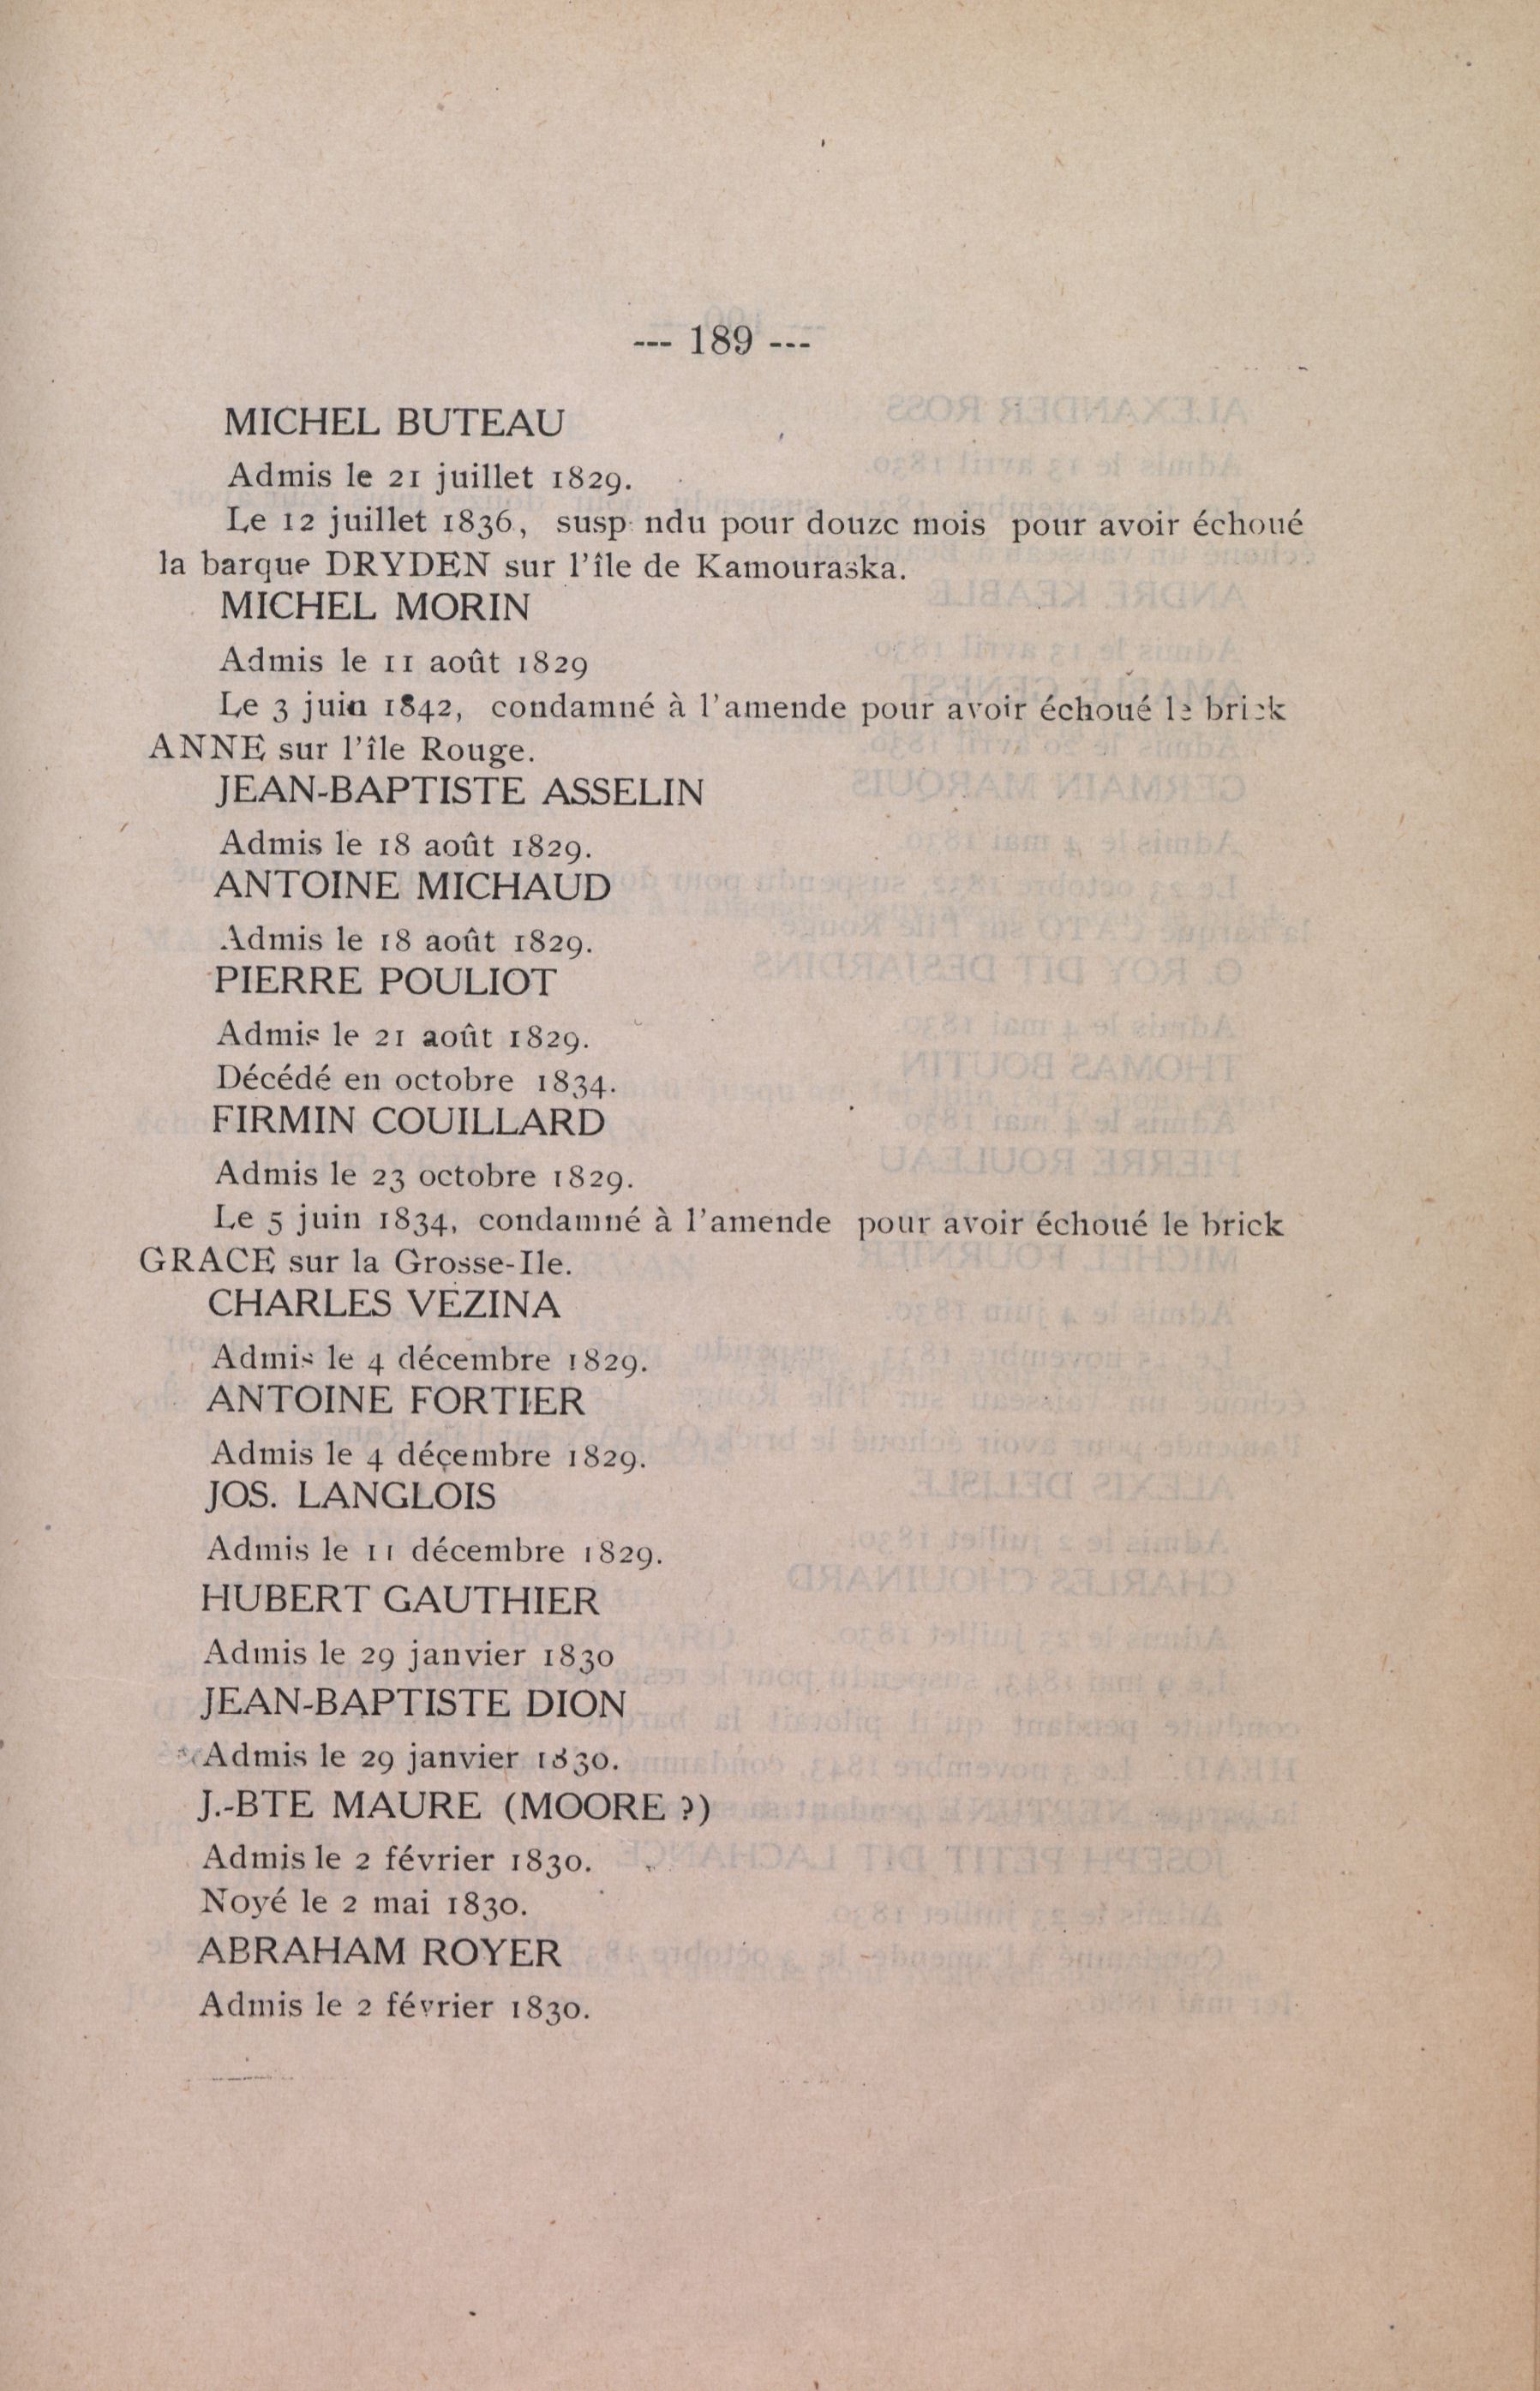 --- 189 ---
MICHEL BUTEAU
Admis le 21 juillet 1829.
Le 12 juillet 1836, susp ndu pour douze mois pour avoir échoué
la barque DRYDEN sur l'île de Kamouraska.
MICHEL MORIN
Admis le 11 août 1829
Le 3 juin 1842, condamné à l'amende pour avoir échoué le brick
ANNE sur l'île Rouge.
JEAN-BAPTISTE ASSELIN
Admis le 18 août 1829.
ANTOINE MICHAUD
Admis le 18 août 1829.
PIERRE POULIOT
Admis le 21 août 1829.
Décédé en octobre 1834.
FIRMIN COUILLARD
Admis le 23 octobre 1829.
Le 5 juin 1834, condamné à l'amende pour avoir échoué le brick
GRACE sur la Grosse-Ile.
CHARLES VÉZINA
Admis le 4 décembre 1829.
ANTOINE FORTIER
Admis le 4 décembre 1829.
JOS. LANGLOIS
Admis le 11 décembre 1829.
HUBERT GAUTHIER
Admis le 29 janvier 1830
JEAN-BAPTISTE DION
Admis le 29 janvier 1830.
J.-BTE MAURE (MOORE ?)
Admis le 2 février 1830.
Noyé le 2 mai 1830.
ABRAHAM ROYER
Admis le 2 février 1830.